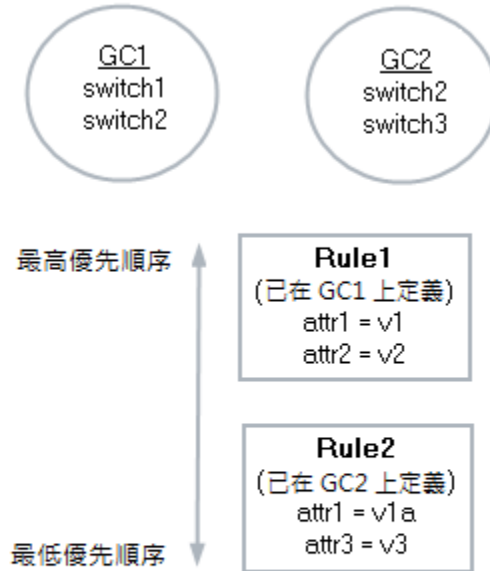 GC1
switch1
switch2
GC2
switch2
switch3
最高優先順序
Rule1
(已在 GC1 上定義)
attr1 = v1
attr2 = v2
Rule2
(已在 GC2 上定義)
attr1 = v1a
attr3 = v3
最低優先順序